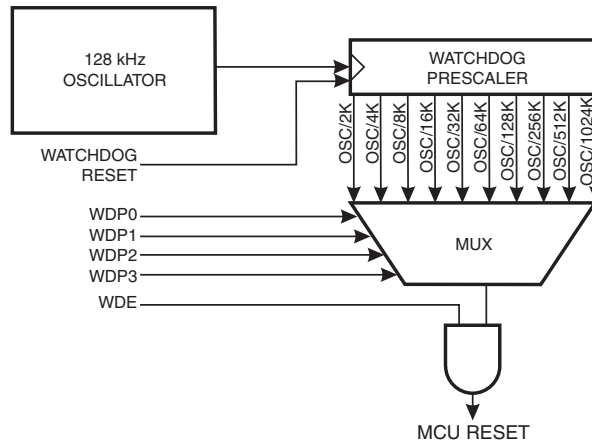 128 kHz
OSCILLATOR
WATCHDOG
PRESCALER
OSC/2K
OSC/4K
OSC/8K
OSC/16K
OSC/32K
OSC/64K
OSC/128K
OSC/256K
OSC/512K
OSC/1024K
WATCHDOG
RESET
WDP0
WDP1
WDP2
WDP3
WDE
MUX
MCU RESET